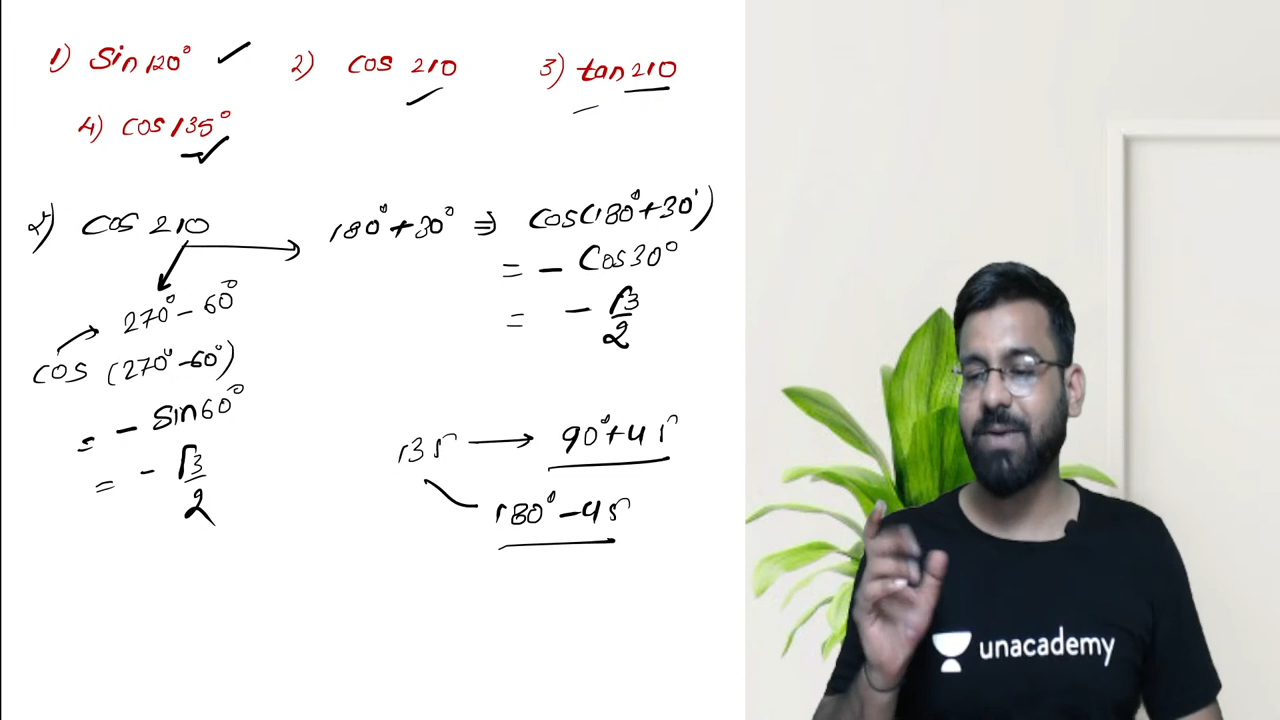 1) Sin 120° 2) cos 210 3) tan 210
4) cos 135°
2) cos 210 180°+30° ⇒ cos(180°+30°)
= - cos 30°
= - √3/2
270° - 60°
cos (270° - 60°)
= - sin 60°
= - √3/2
135 → 90°+45
180° - 45
unacademy